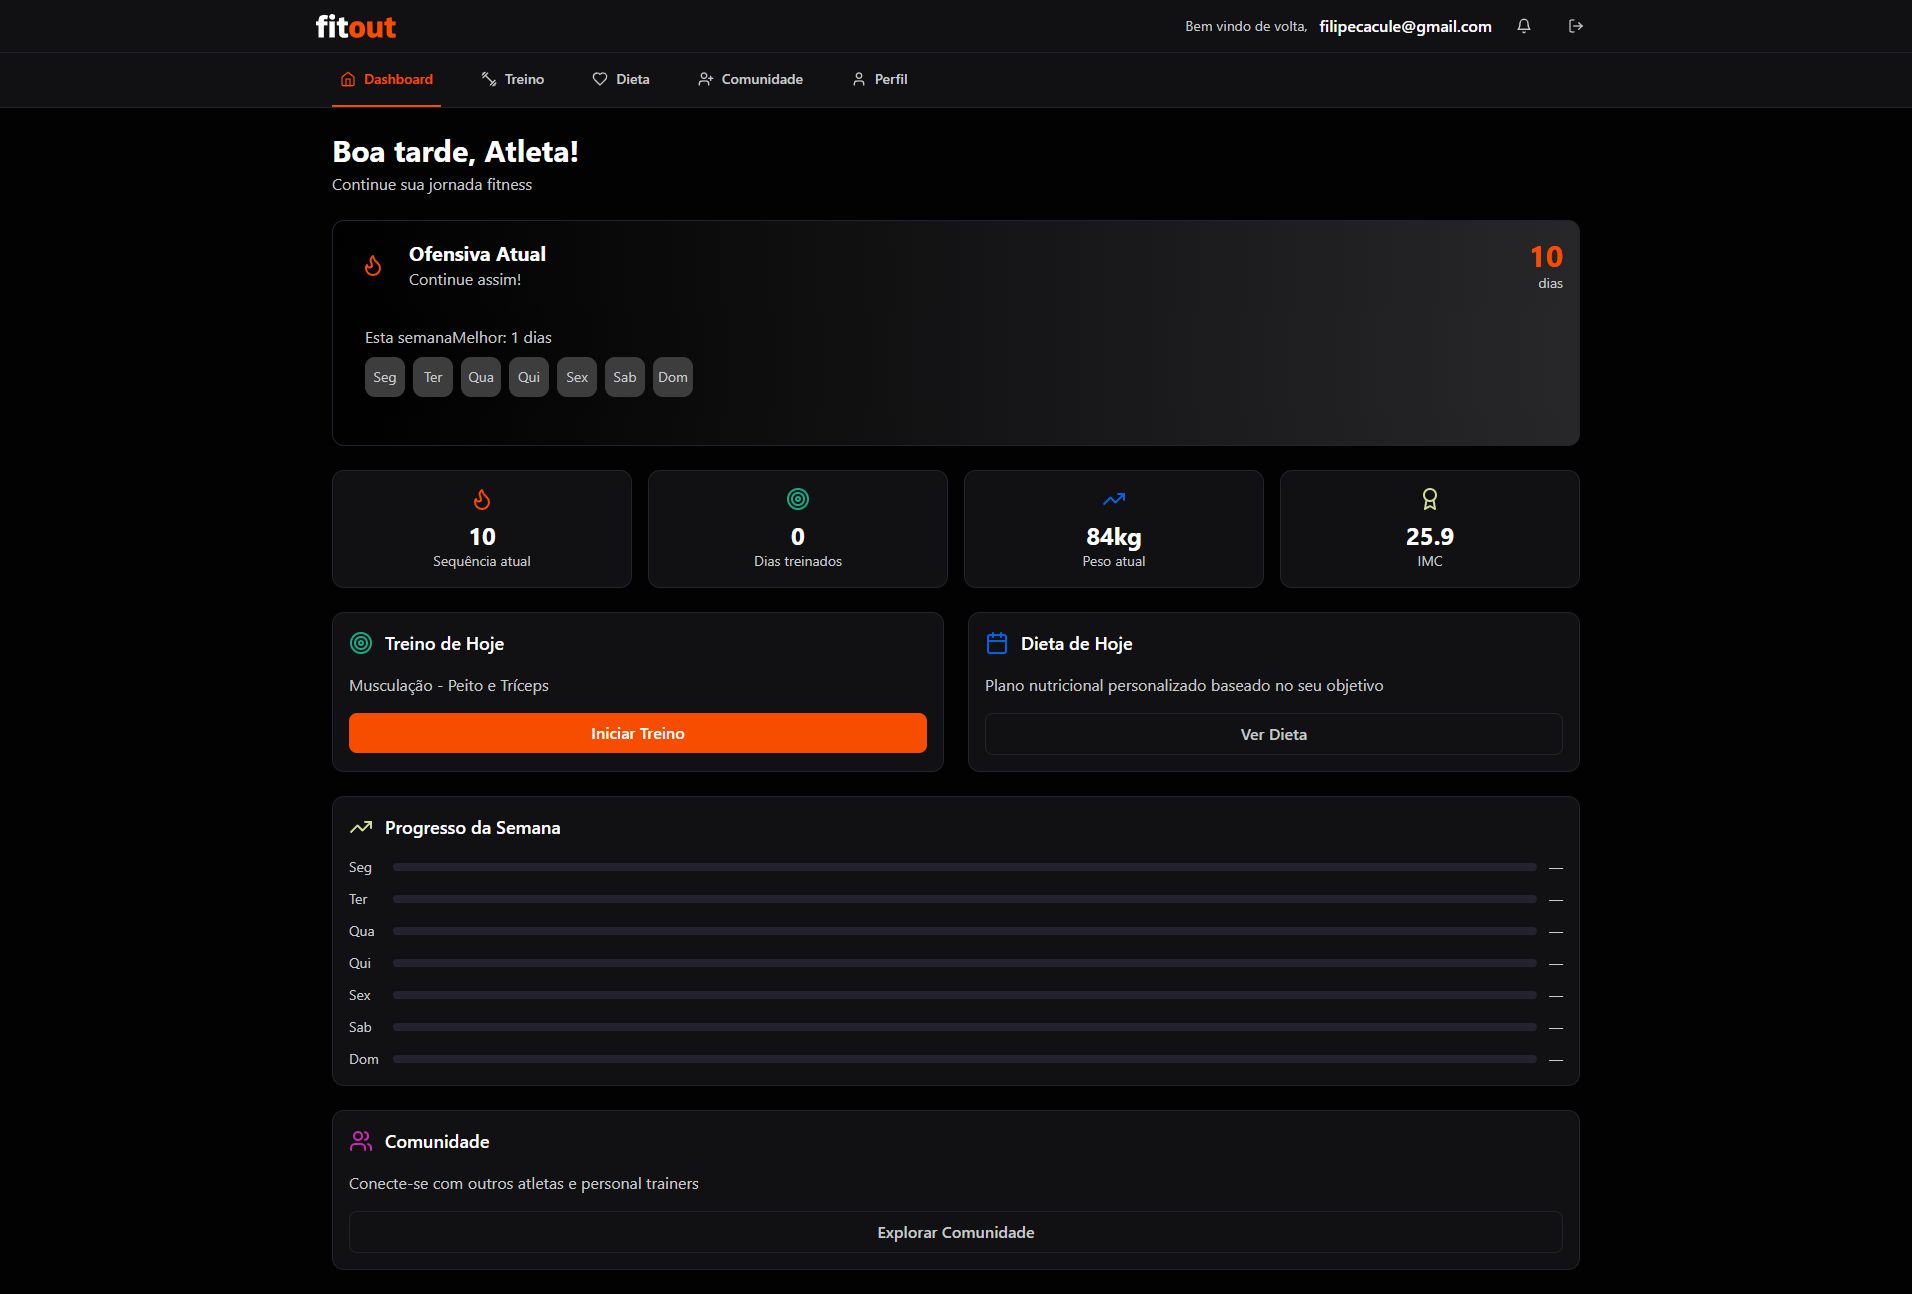 fitout
Bem vindo de volta, filipecacule@gmail.com
Dashboard Treino Dieta Comunidade Perfil
Boa tarde, Atleta!
Continue sua jornada fitness
Ofensiva Atual
Continue assim!
10
dias
Esta semanaMelhor: 1 dias
Seg Ter Qua Qui Sex Sab Dom
10
Sequência atual
0
Dias treinados
84kg
Peso atual
25.9
IMC
Treino de Hoje
Musculação - Peito e Tríceps
Iniciar Treino
Dieta de Hoje
Plano nutricional personalizado baseado no seu objetivo
Ver Dieta
Progresso da Semana
Seg —
Ter —
Qua —
Qui —
Sex —
Sab —
Dom —
Comunidade
Conecte-se com outros atletas e personal trainers
Explorar Comunidade